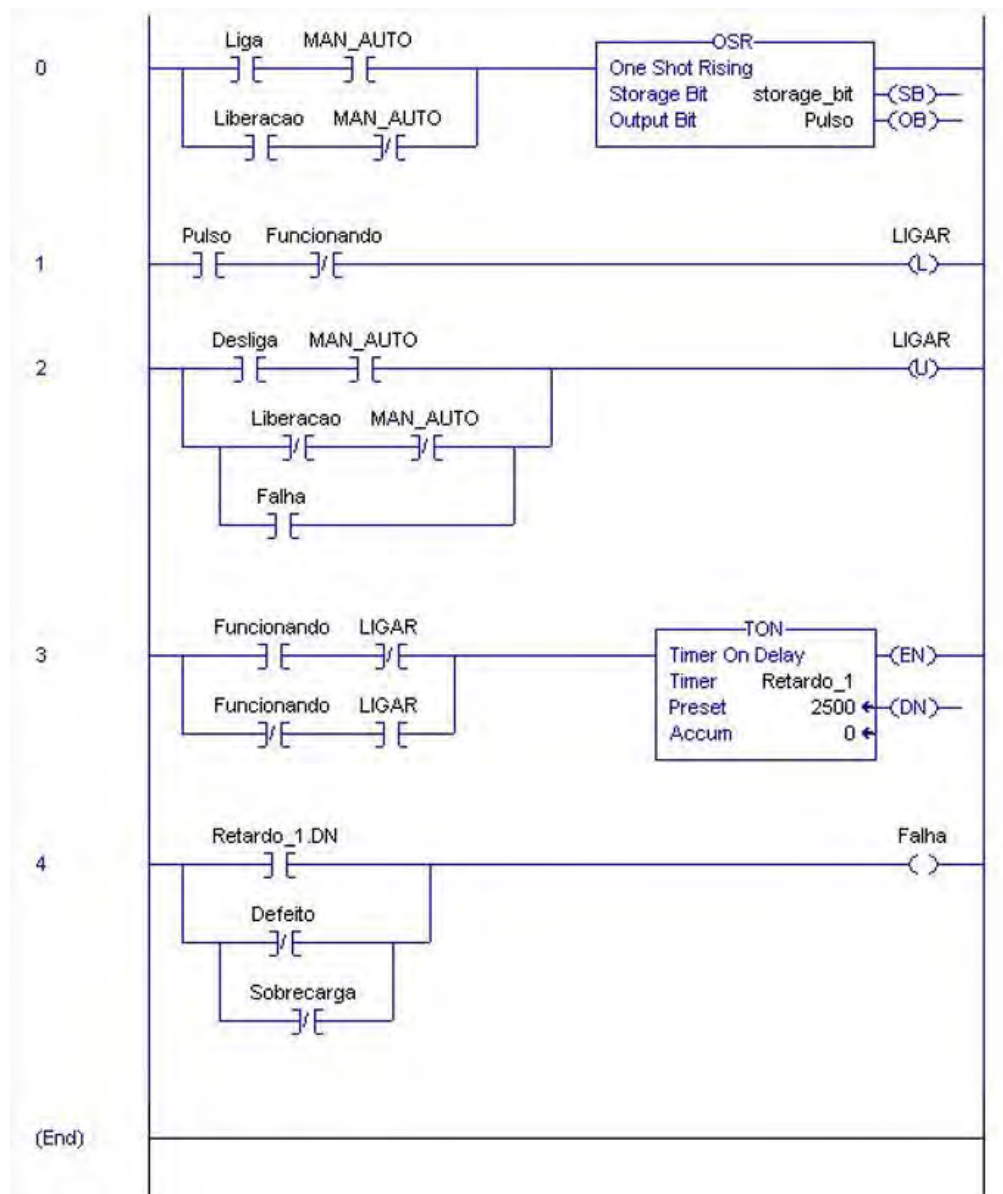 Liga MAN_AUTO
OSR
0
One Shot Rising
Storage Bit storage_bit (SB)
Liberacao MAN_AUTO
Output Bit Pulso (OB)
Pulso Funcionando LIGAR
1
(L)
Desliga MAN_AUTO LIGAR
2
(U)
Liberacao MAN_AUTO
Falha
Funcionando LIGAR
TON
3
Timer On Delay (EN)
Timer Retardo_1
Funcionando LIGAR
Preset 2500 (DN)
Accum 0
Retardo_1.DN Falha
4
Defeito
Sobrecarga
(End)